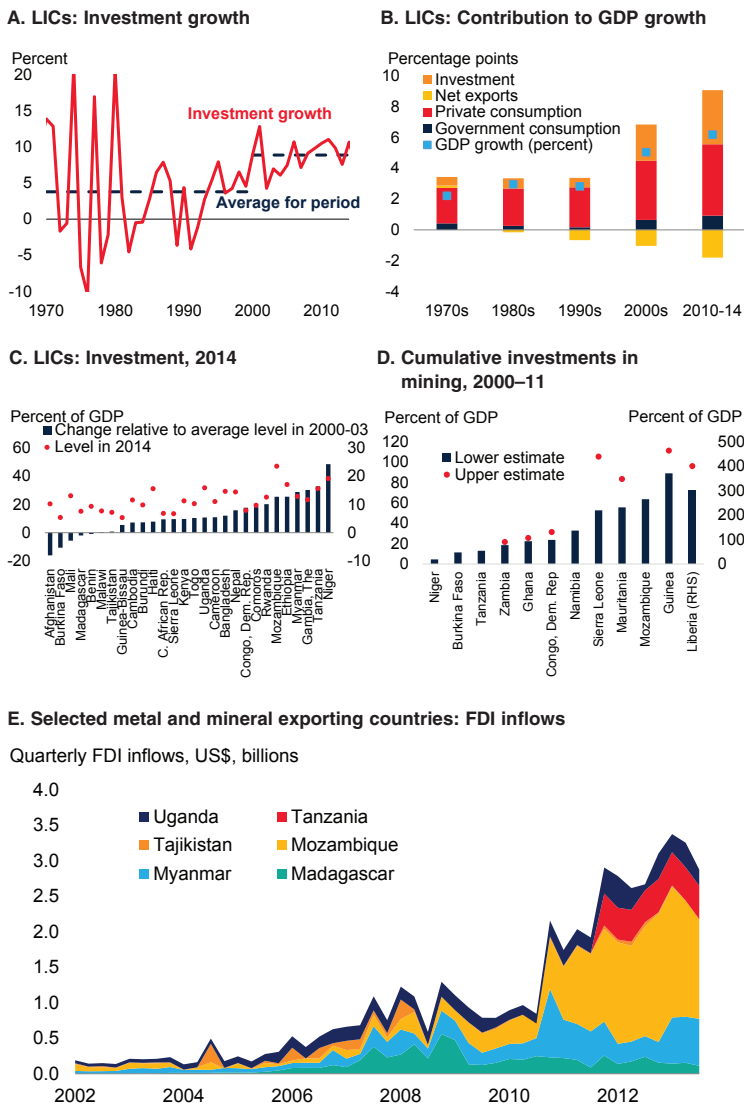 A. LICs: Investment growth
Percent
20
15
10
5
0
-5
-10
Investment growth
Average for period
1970 1980 1990 2000 2010
B. LICs: Contribution to GDP growth
Percentage points
10
8
6
4
2
0
-2
-4
Investment
Net exports
Private consumption
Government consumption
GDP growth (percent)
1970s 1980s 1990s 2000s 2010-14
C. LICs: Investment, 2014
Percent of GDP
Change relative to average level in 2000-03
Level in 2014
60
40
20
0
-20
30
20
10
0
-10
Afghanistan
Burkina Faso
Mali
Madagascar
Benin
Malawi
Tajikistan
Guinea-Bissau
Cambodia
Burundi
Haiti
C. African Rep.
Sierra Leone
Kenya
Togo
Uganda
Cameroon
Bangladesh
Nepal
Congo, Dem. Rep.
Comoros
Rwanda
Mozambique
Ethiopia
Myanmar
Gambia, The
Tanzania
Niger
D. Cumulative investments in
mining, 2000–11
Percent of GDP
Percent of GDP
120
100
80
60
40
20
0
500
400
300
200
100
0
Lower estimate
Upper estimate
Niger
Burkina Faso
Tanzania
Zambia
Ghana
Congo, Dem. Rep
Namibia
Sierra Leone
Mauritania
Mozambique
Guinea
Liberia (RHS)
E. Selected metal and mineral exporting countries: FDI inflows
Quarterly FDI inflows, US$, billions
4.0
3.5
3.0
2.5
2.0
1.5
1.0
0.5
0.0
Uganda Tanzania
Tajikistan Mozambique
Myanmar Madagascar
2002 2004 2006 2008 2010 2012